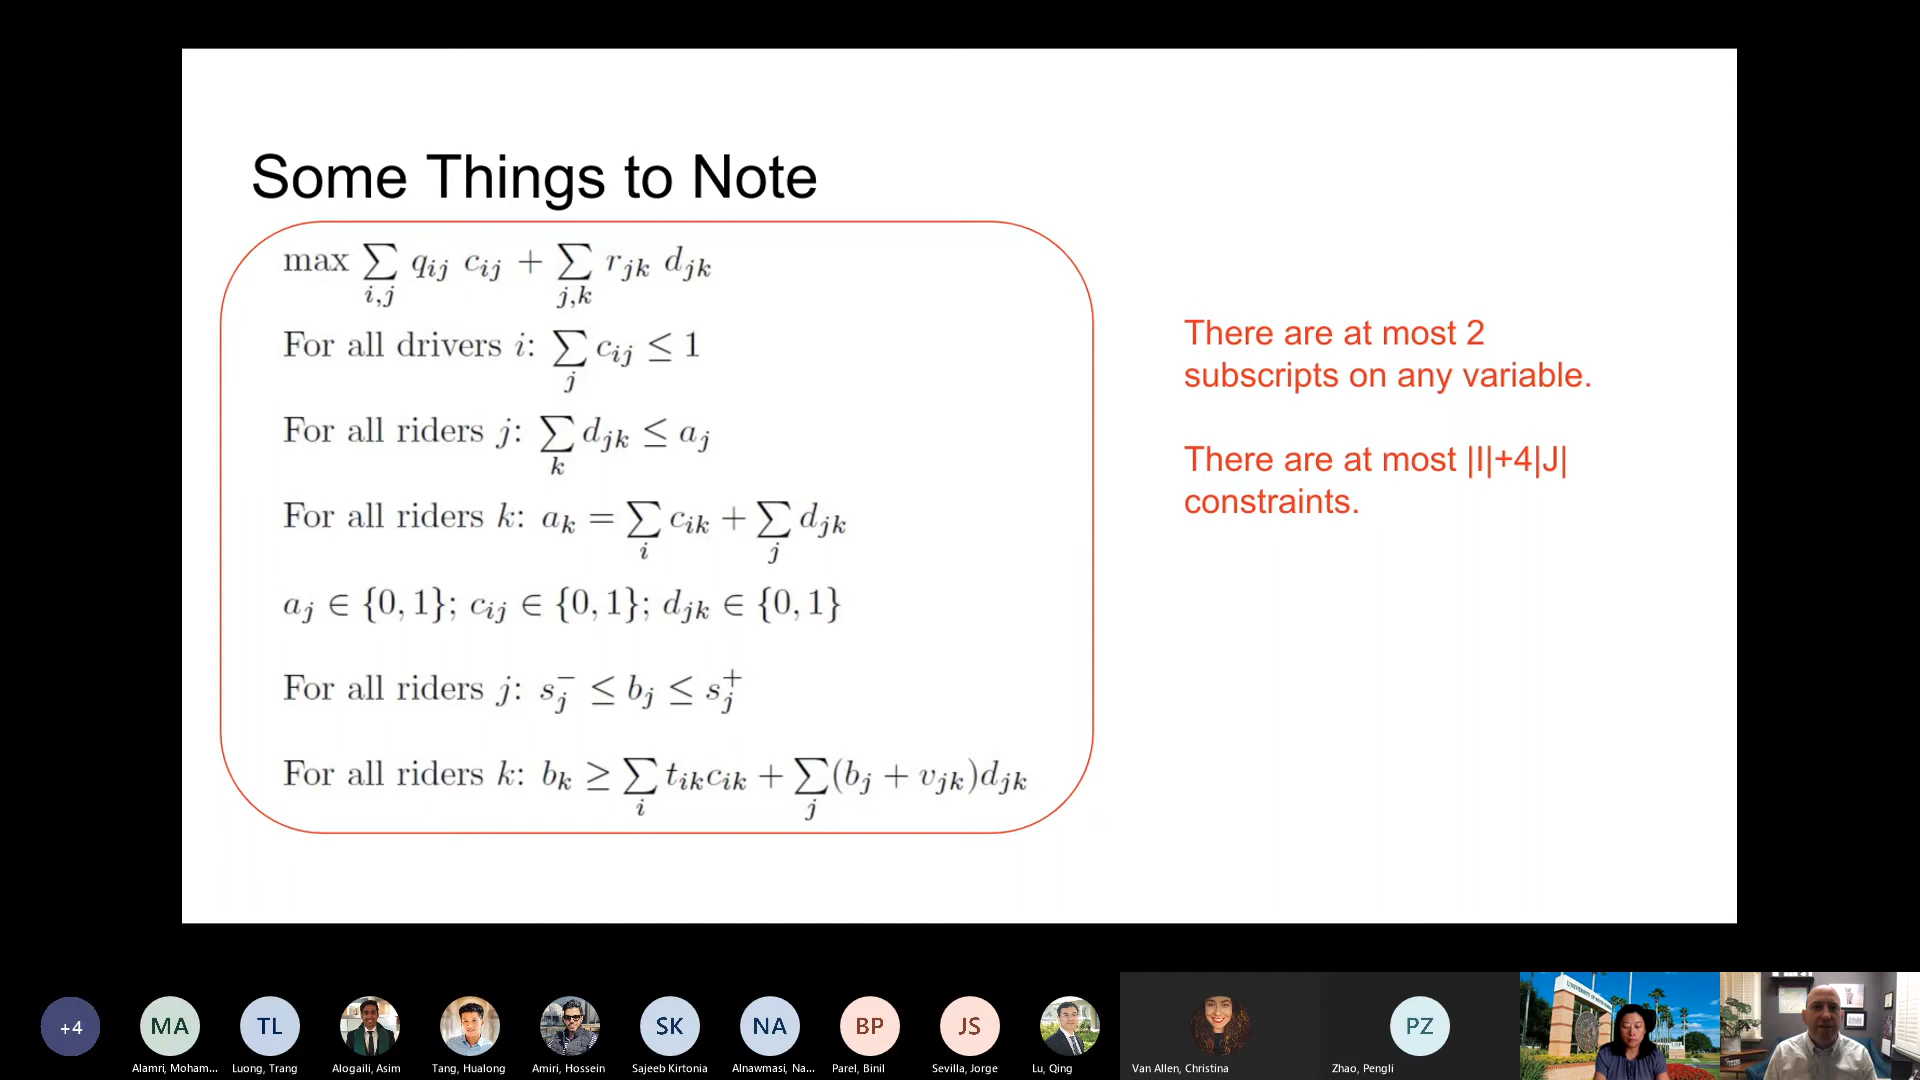 Some Things to Note
max ∑_{i,j} q_{ij} c_{ij} + ∑_{j,k} r_{jk} d_{jk}
For all drivers i: ∑_j c_{ij} ≤ 1
For all riders j: ∑_k d_{jk} ≤ a_j
For all riders k: a_k = ∑_i c_{ik} + ∑_j d_{jk}
a_j ∈ {0, 1}; c_{ij} ∈ {0, 1}; d_{jk} ∈ {0, 1}
For all riders j: s_j^- ≤ b_j ≤ s_j^+
For all riders k: b_k ≥ ∑_i t_{ik}c_{ik} + ∑_j(b_j + v_{jk})d_{jk}
There are at most 2
subscripts on any variable.
There are at most |I|+4|J|
constraints.
+4
MA
TL
SK
NA
BP
JS
PZ
Alamri, Moham...
Luong, Trang
Alogaili, Asim
Tang, Hualong
Amiri, Hossein
Sajeeb Kirtonia
Alnawmasi, Na...
Parel, Binil
Sevilla, Jorge
Lu, Qing
Van Allen, Christina
Zhao, Pengli